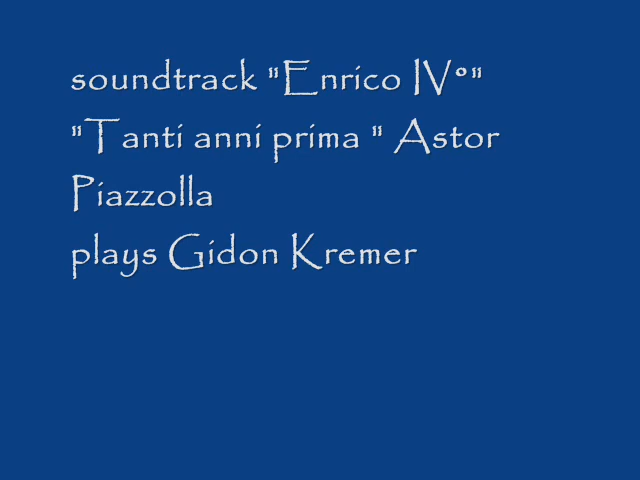 soundtrack "Enrico IV°"
"Tanti anni prima " Astor
Piazzolla
plays Gidon Kremer